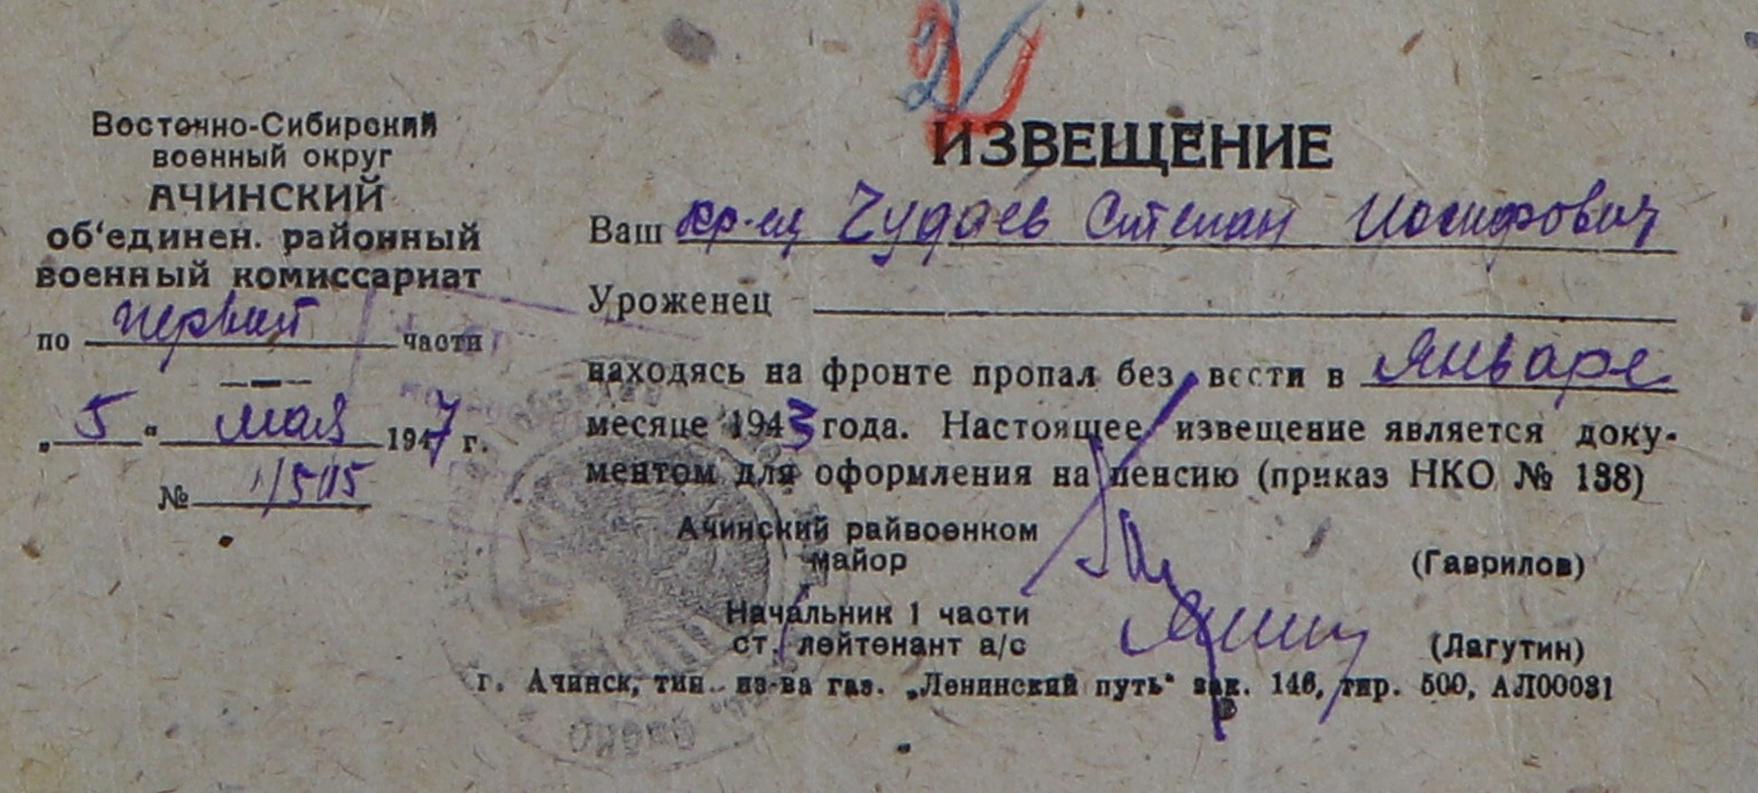 2
Восточно-Сибирский
военный округ
АЧИНСКИЙ
об'единен. районный
военный комиссариат
по первой части
„5“ мая 1947 г.
№ 1/505
ИЗВЕЩЕНИЕ
Ваш кр-ец Чудаев Степан Иосифович
Уроженец
находясь на фронте пропал без вести в январе
месяце 1943 года. Настоящее извещение является доку-
ментом для оформления на пенсию (приказ НКО № 138)
Ачинский райвоенком
майор (Гаврилов)
Начальник 1 части
ст. лейтенант а/с (Лагутин)
г. Ачинск, тип. из-ва газ. „Ленинский путь“ зак. 146, тир. 500, АЛ00031